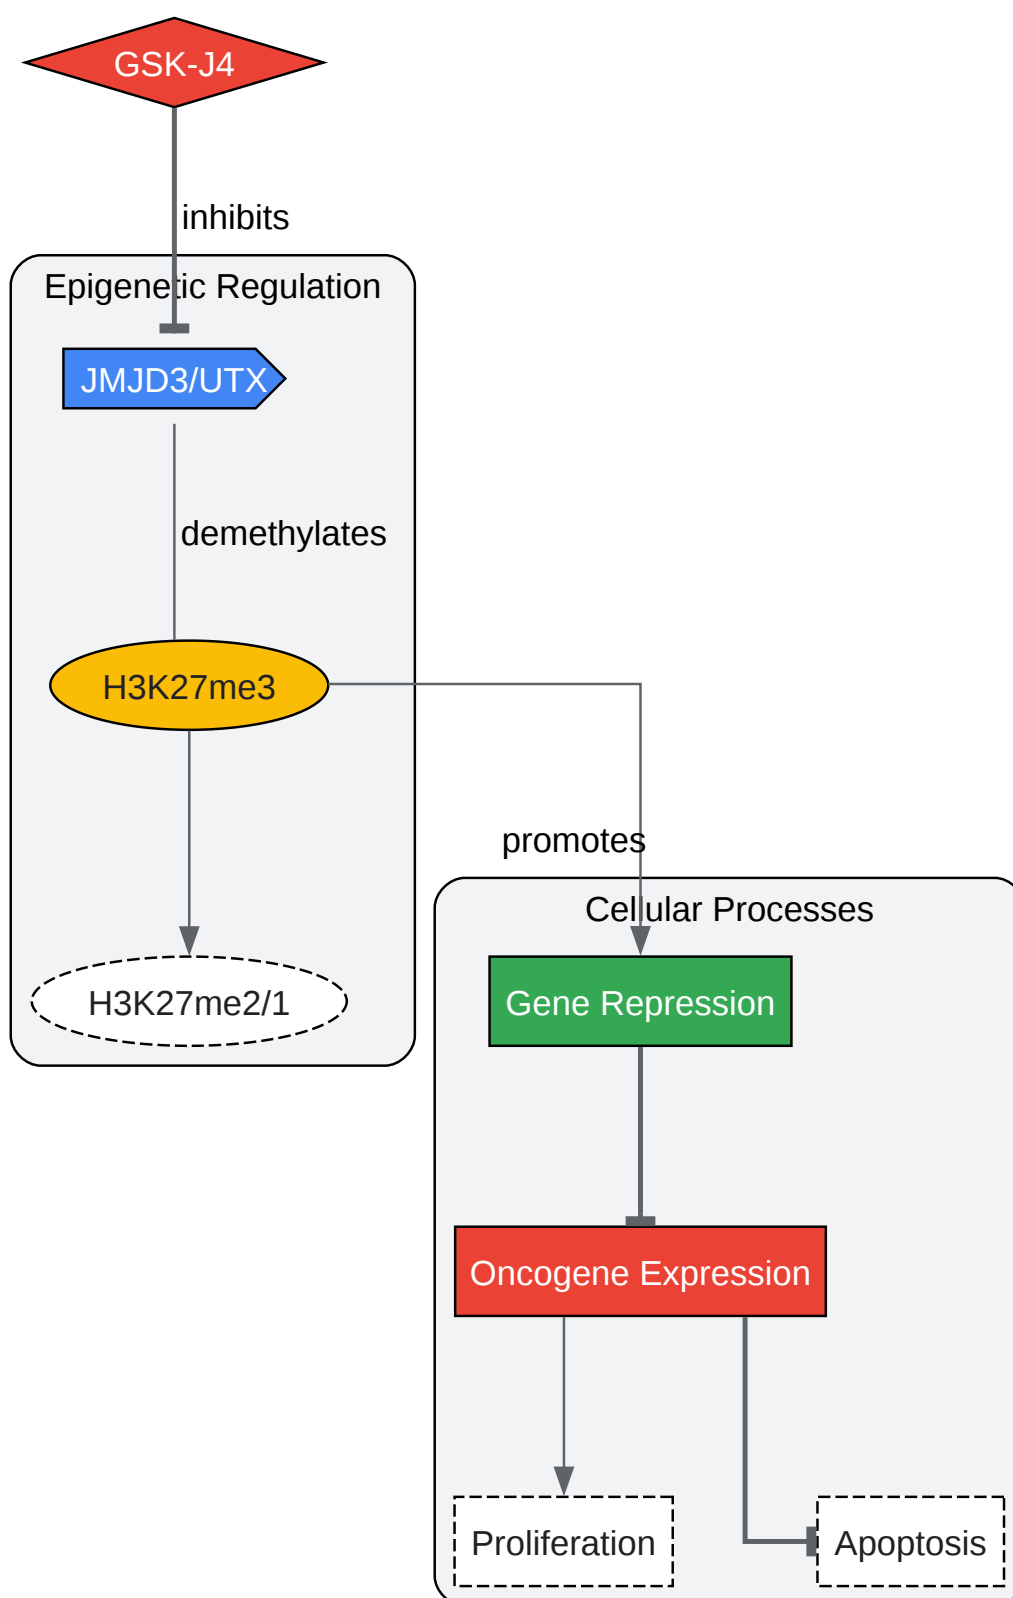 GSK-J4
inhibits
Epigenetic Regulation
JMJD3/UTX
demethylates
H3K27me3
promotes
Cellular Processes
H3K27me2/1
Gene Repression
Oncogene Expression
Proliferation
Apoptosis